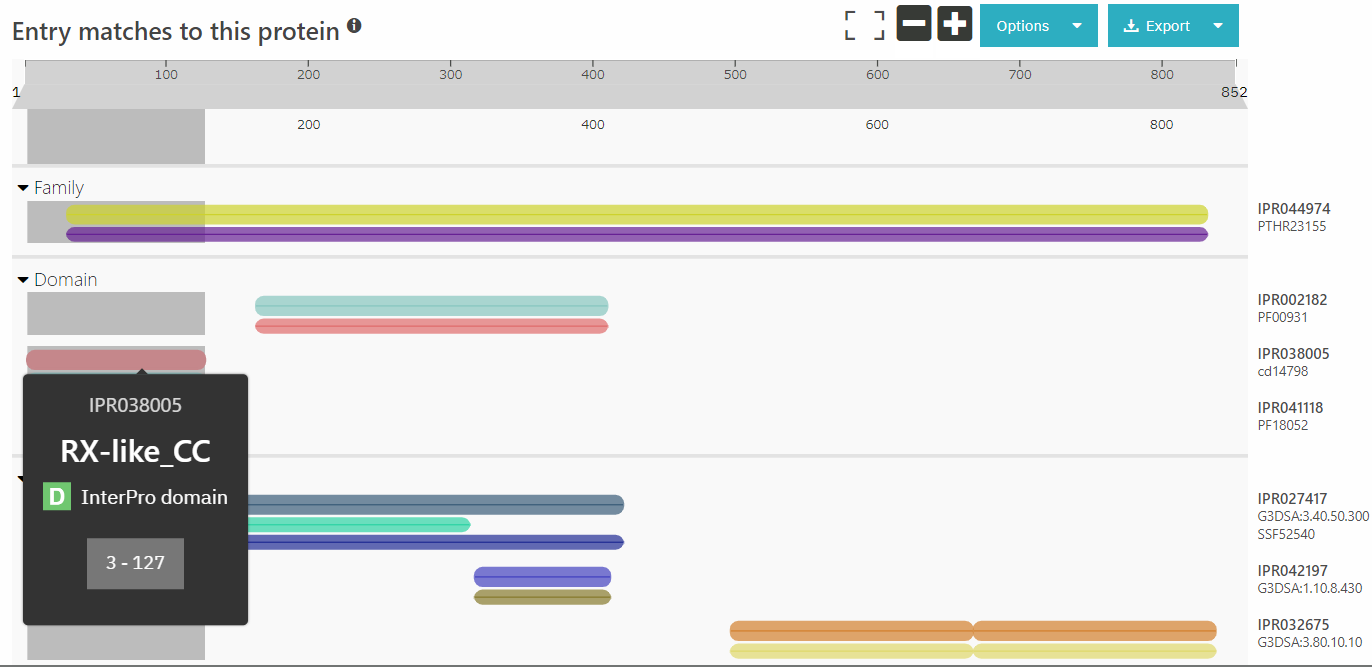 Entry matches to this protein i
Options
Export
100 200 300 400 500 600 700 800
1 852
200 400 600 800
Family
IPR044974
PTHR23155
Domain
IPR002182
PF00931
IPR038005
cd14798
IPR041118
PF18052
IPR038005
RX-like_CC
D InterPro domain
3 - 127
IPR027417
G3DSA:3.40.50.300
SSF52540
IPR042197
G3DSA:1.10.8.430
IPR032675
G3DSA:3.80.10.10